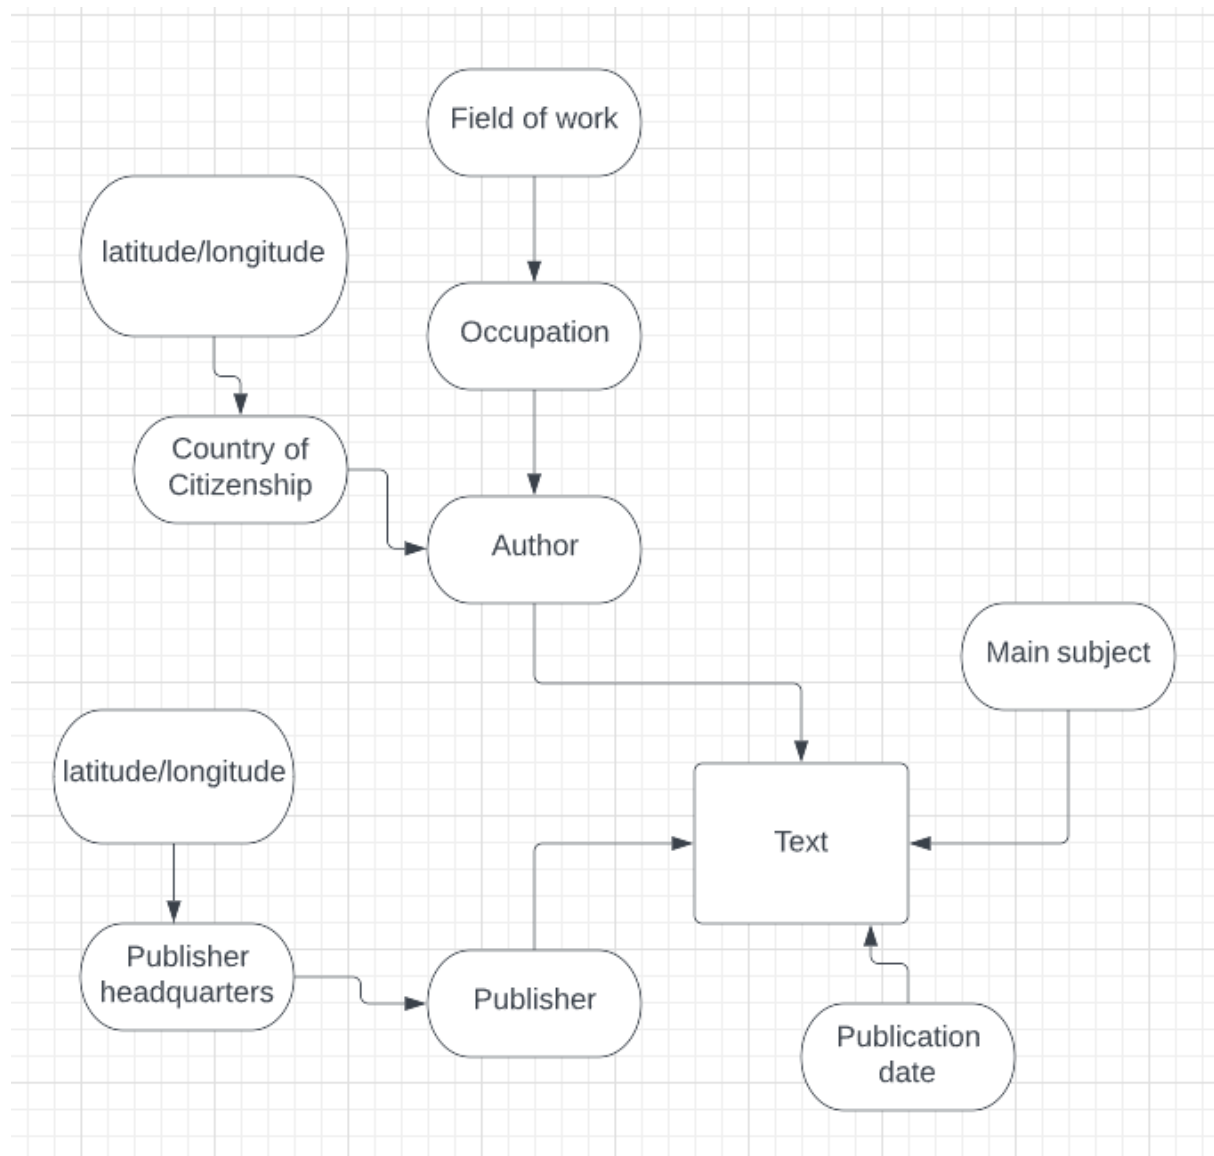 Field of work
latitude/longitude
Occupation
Country of
Citizenship
Author
Main subject
latitude/longitude
Text
Publisher
headquarters
Publisher
Publication
date